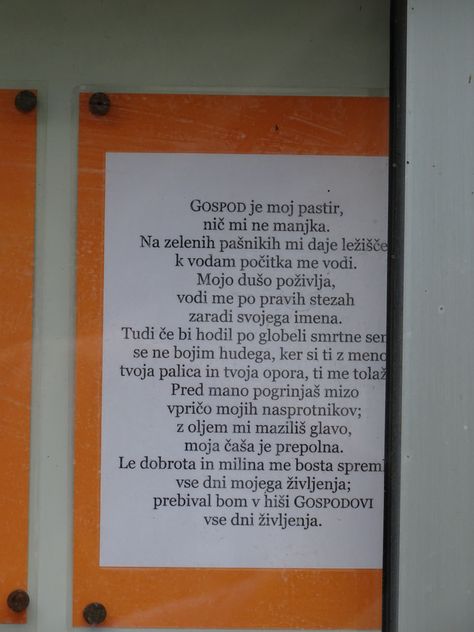 GOSPOD je moj pastir,
nič mi ne manjka.
Na zelenih pašnikih mi daje ležišče
k vodam počitka me vodi.
Mojo dušo poživlja,
vodi me po pravih stezah
zaradi svojega imena.
Tudi če bi hodil po globeli smrtne
se ne bojim hudega, ker si ti z
tvoja palica in tvoja opora, ti me
Pred mano pogrinjaš mizo
vpričo mojih nasprotnikov;
z oljem mi maziliš glavo,
moja čaša je prepolna.
Le dobrota in milina me bosta
vse dni mojega življenja;
prebival bom v hiši GOSPODOVI
vse dni življenja.